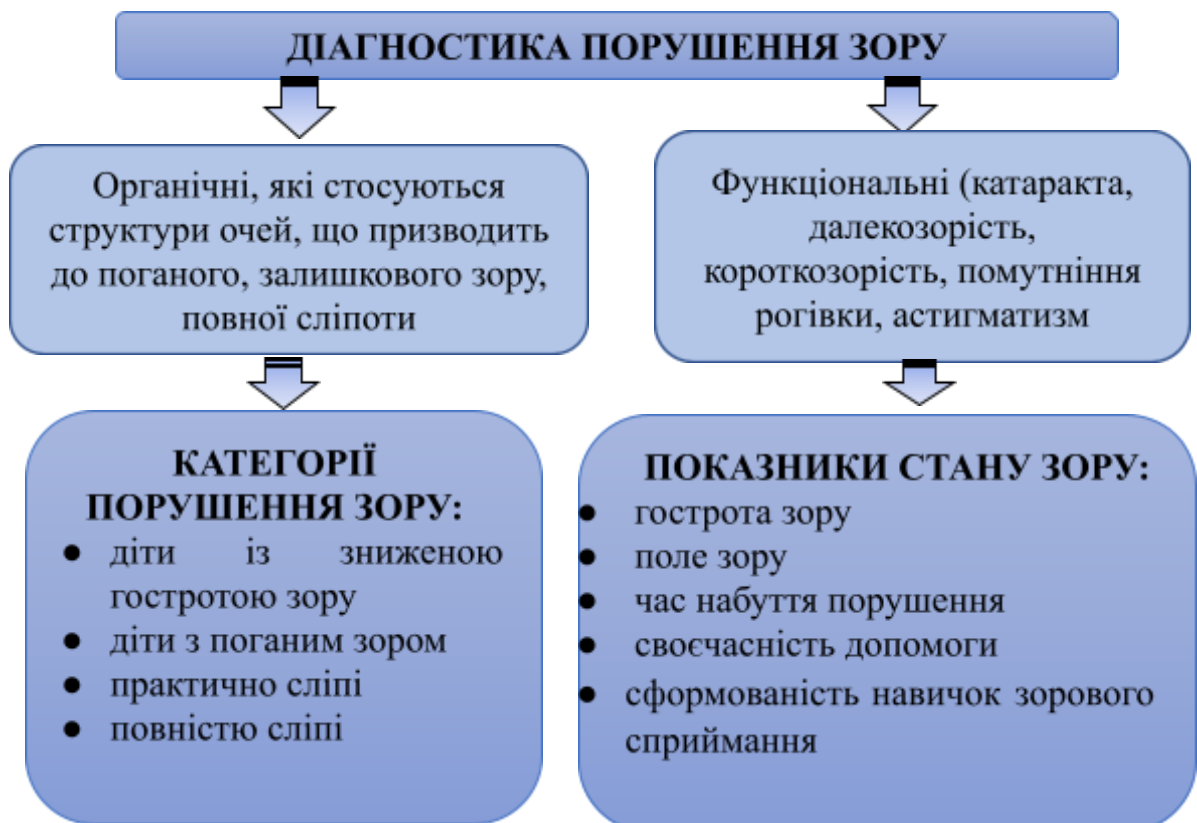 ДІАГНОСТИКА ПОРУШЕННЯ ЗОРУ
Органічні, які стосуються
структури очей, що призводить
до поганого, залишкового зору,
повної сліпоти
Функціональні (катаракта,
далекозорість,
короткозорість, помутніння
рогівки, астигматизм
КАТЕГОРІЇ
ПОРУШЕННЯ ЗОРУ:
● діти із зниженою
гостротою зору
● діти з поганим зором
● практично сліпі
● повністю сліпі
ПОКАЗНИКИ СТАНУ ЗОРУ:
● гострота зору
● поле зору
● час набуття порушення
● своєчасність допомоги
● сформованість навичок зорового
сприймання